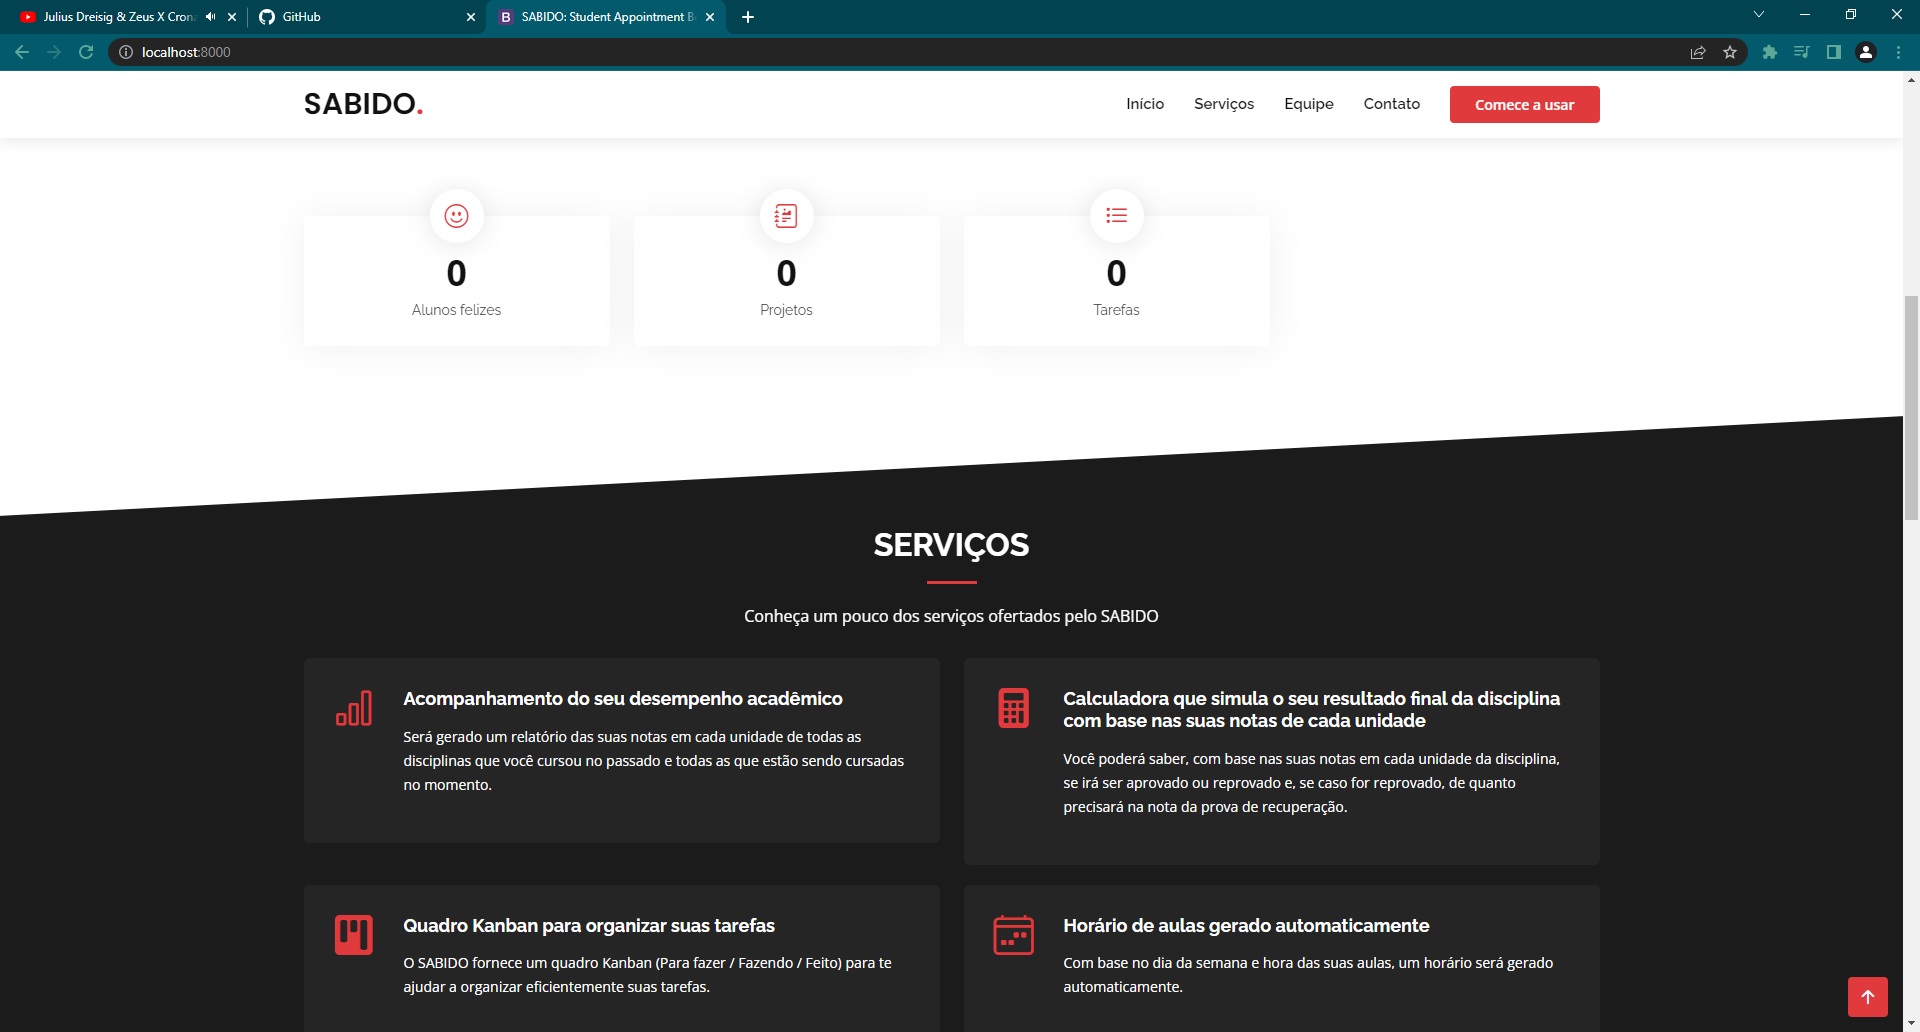 Julius Dreisig & Zeus X Crona
GitHub
SABIDO: Student Appointment B
localhost:8000
SABIDO.
Início
Serviços
Equipe
Contato
Comece a usar
0
0
0
Alunos felizes
Projetos
Tarefas
SERVIÇOS
Conheça um pouco dos serviços ofertados pelo SABIDO
Acompanhamento do seu desempenho acadêmico
Será gerado um relatório das suas notas em cada unidade de todas as
disciplinas que você cursou no passado e todas as que estão sendo cursadas
no momento.
Calculadora que simula o seu resultado final da disciplina
com base nas suas notas de cada unidade
Você poderá saber, com base nas suas notas em cada unidade da disciplina,
se irá ser aprovado ou reprovado e, se caso for reprovado, de quanto
precisará na nota da prova de recuperação.
Quadro Kanban para organizar suas tarefas
O SABIDO fornece um quadro Kanban (Para fazer / Fazendo / Feito) para te
ajudar a organizar eficientemente suas tarefas.
Horário de aulas gerado automaticamente
Com base no dia da semana e hora das suas aulas, um horário será gerado
automaticamente.